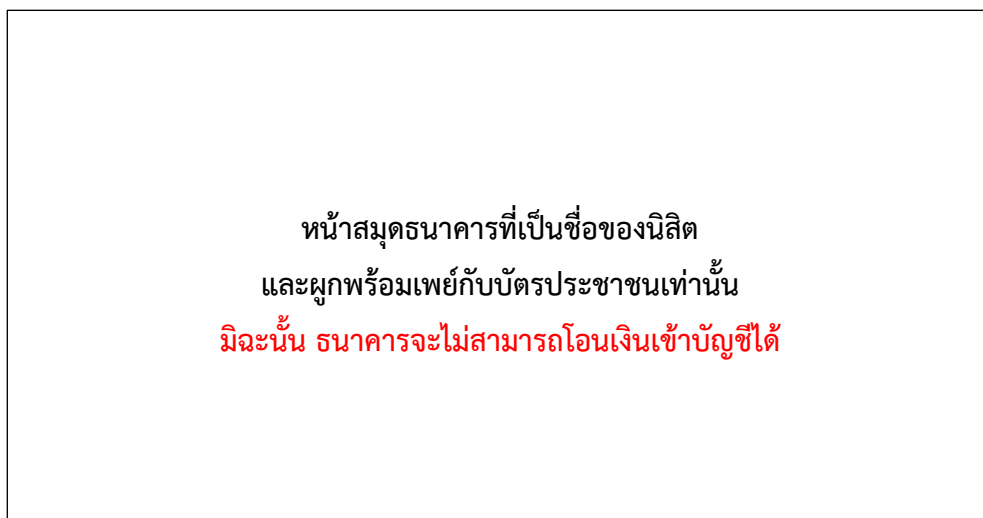 หน้าสมุดธนาคารที่เป็นชื่อของนิสิต
และผูกพร้อมเพย์กับบัตรประชาชนเท่านั้น
มิฉะนั้น ธนาคารจะไม่สามารถโอนเงินเข้าบัญชีได้